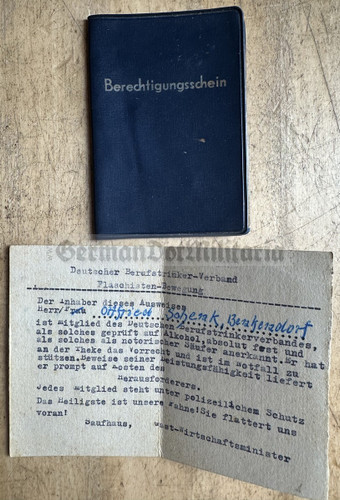 Berechtigungsschein
GermanDotMilitaria
Deutscher Berufstrinker-Verband
Flaschisten-Bewegung
Der Inhaber dieses Ausweises
Herr/Frau Ottfried Schenk, Benkendorf
ist Mitglied des Deutschen Berufstrinkerverbandes,
als solches geprüft auf Alkohol absolut fest und
als solches als notorischer Säufer anerkannt. Er hat
an der Theke das Vorrecht und ist im Notfall zu
stützen.Beweise seiner Leistungsfähigkeit liefert
er prompt auf Kosten des
Herausforderers.
Jedes Mitglied steht unter polizeilichem Schutz
Das Heiligste ist unsere Fahne!Sie flattert uns
voran!
Saufhaus, -Wirtschaftsminister